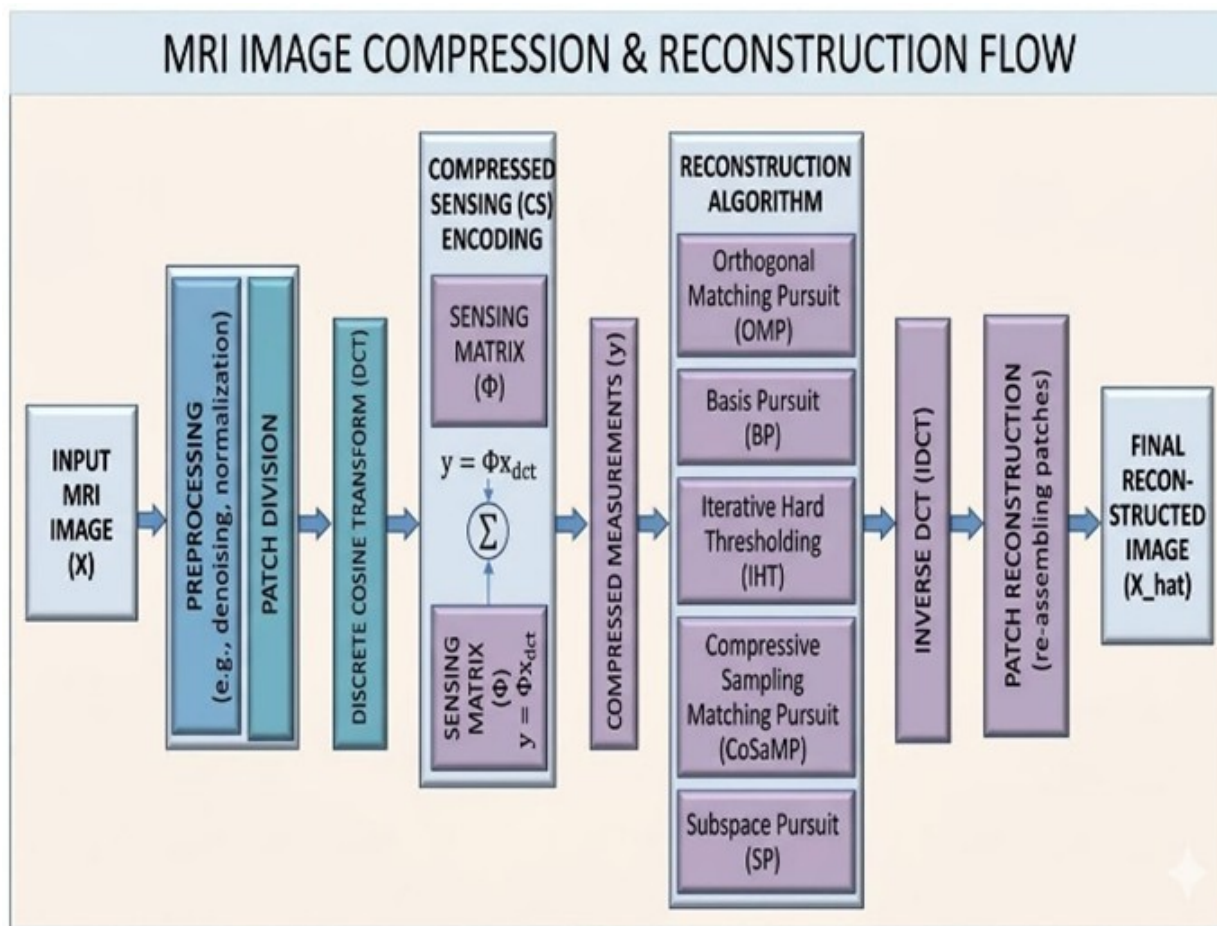 MRI IMAGE COMPRESSION & RECONSTRUCTION FLOW
INPUT
MRI
IMAGE
(X)
PREPROCESSING
(e.g., denoising, normalization)
PATCH DIVISION
DISCRETE COSINE TRANSFORM (DCT)
COMPRESSED
SENSING (CS)
ENCODING
SENSING
MATRIX
(Φ)
y = Φx_dct
Σ
SENSING
MATRIX
(Φ)
y = Φx_dct
COMPRESSED MEASUREMENTS (y)
RECONSTRUCTION
ALGORITHM
Orthogonal
Matching Pursuit
(OMP)
Basis Pursuit
(BP)
Iterative Hard
Thresholding
(IHT)
Compressive
Sampling
Matching Pursuit
(CoSaMP)
Subspace Pursuit
(SP)
INVERSE DCT (IDCT)
PATCH RECONSTRUCTION
(re-assembling patches)
FINAL
RECON-
STRUCTED
IMAGE
(X_hat)